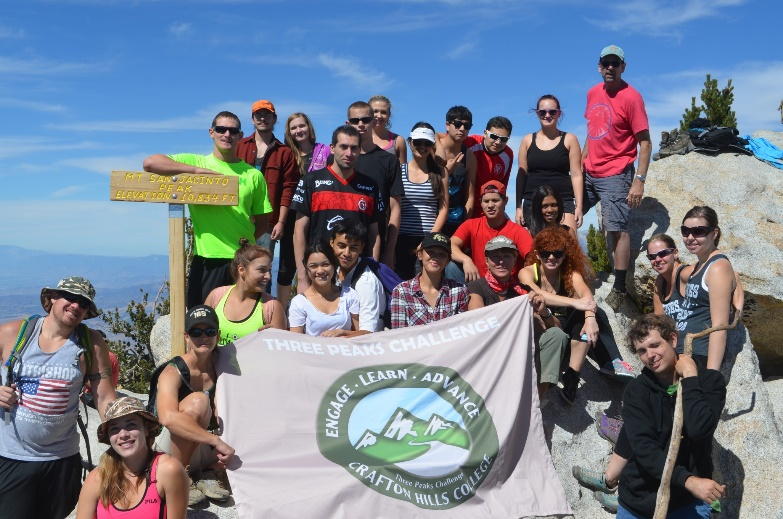 MT SAN JACINTO
PEAK
ELEVATION 10,834 FT
THREE PEAKS CHALLENGE
ENGAGE · LEARN · ADVANCE
Three Peaks Challenge
CRAFTON HILLS COLLEGE
FILA